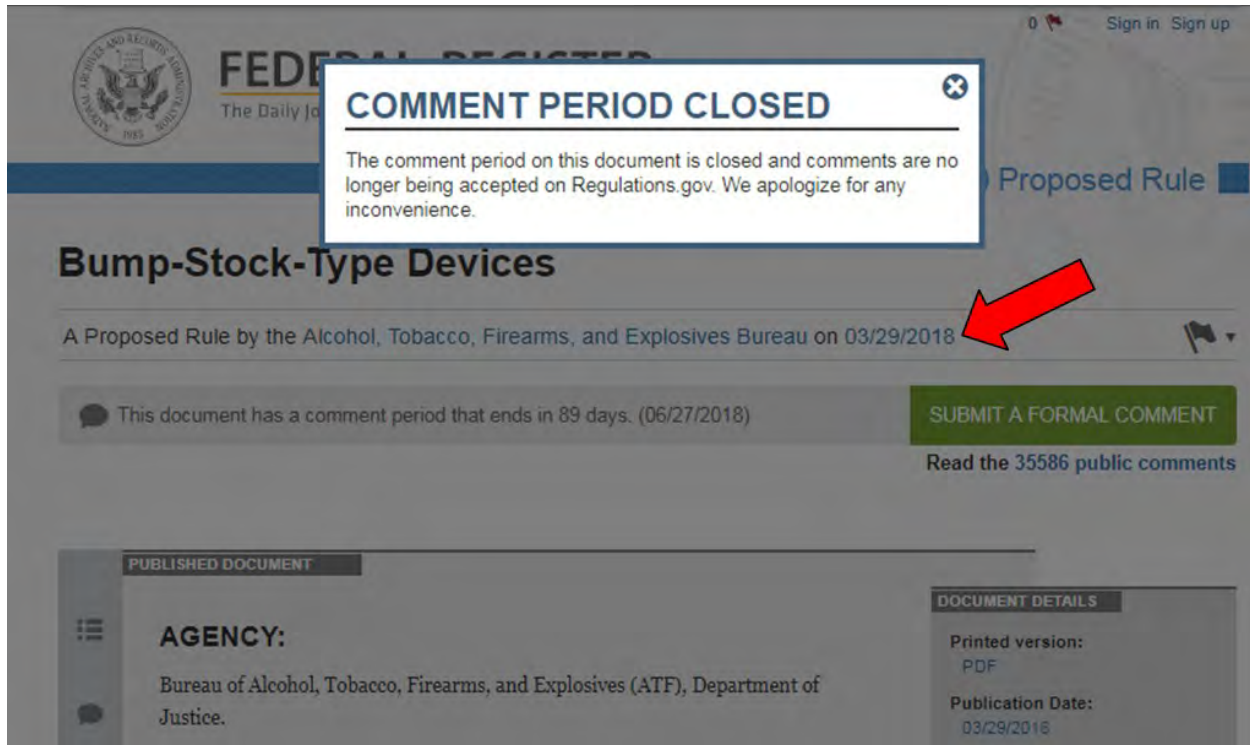 0 Sign in Sign up
FEDERAL REGISTER
The Daily Jo
COMMENT PERIOD CLOSED
The comment period on this document is closed and comments are no
longer being accepted on Regulations.gov. We apologize for any
inconvenience.
Proposed Rule
Bump-Stock-Type Devices
A Proposed Rule by the Alcohol, Tobacco, Firearms, and Explosives Bureau on 03/29/2018
This document has a comment period that ends in 89 days. (06/27/2018)
SUBMIT A FORMAL COMMENT
Read the 35586 public comments
PUBLISHED DOCUMENT
AGENCY:
Bureau of Alcohol, Tobacco, Firearms, and Explosives (ATF), Department of
Justice.
DOCUMENT DETAILS
Printed version:
PDF
Publication Date:
03/29/2018